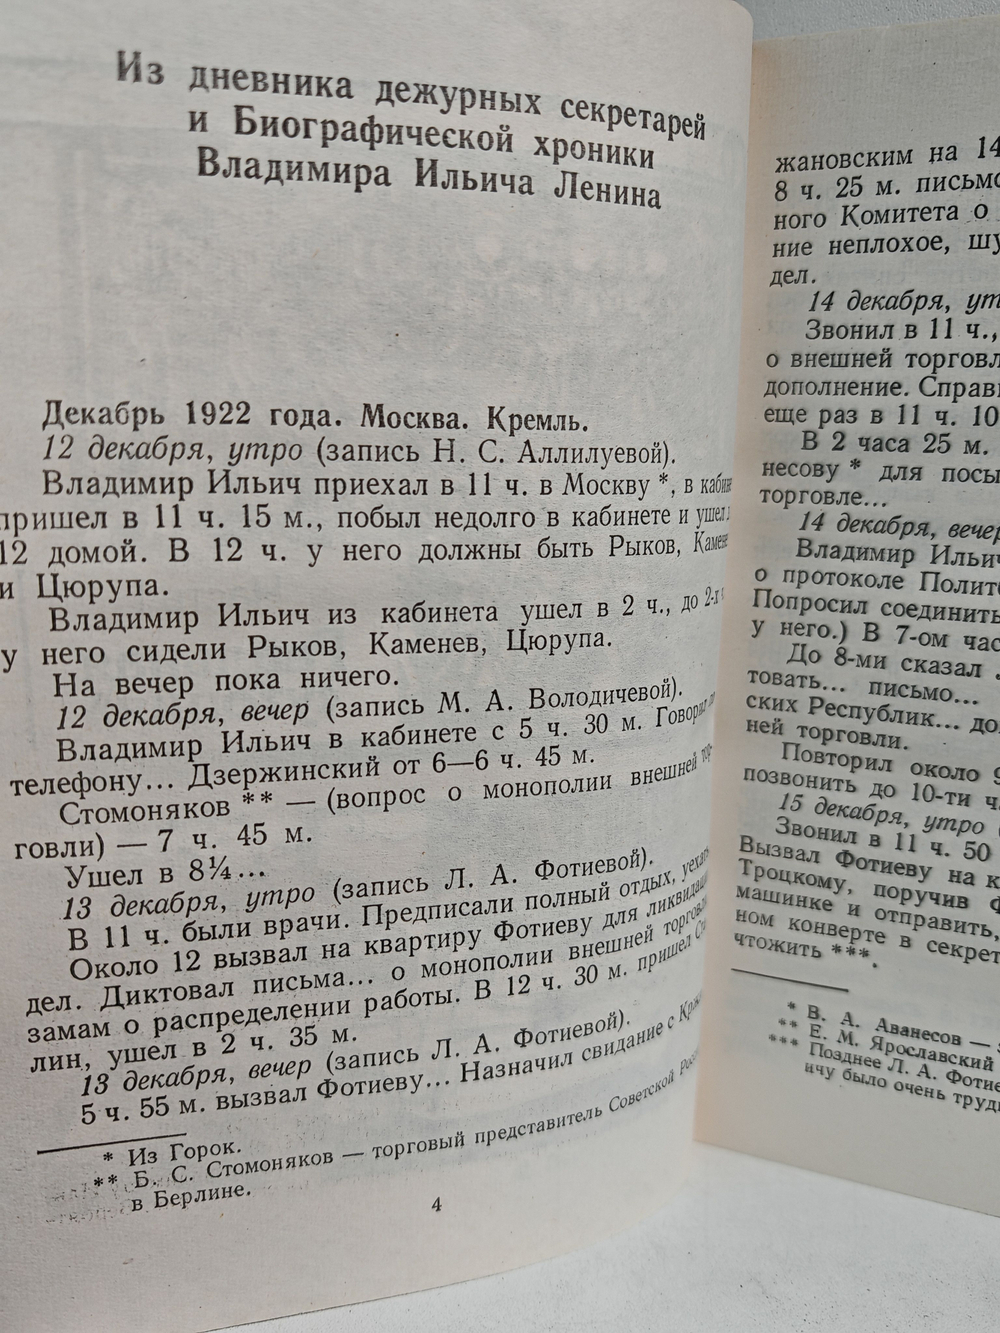 Из дневника дежурных секретарей
и Биографической хроники
Владимира Ильича Ленина
Декабрь 1922 года. Москва. Кремль.
12 декабря, утро (запись Н. С. Аллилуевой).
Владимир Ильич приехал в 11 ч. в Москву *, в кабине
пришел в 11 ч. 15 м., побыл недолго в кабинете и ушел
12 домой. В 12 ч. у него должны быть Рыков, Камене
и Цюрупа.
Владимир Ильич из кабинета ушел в 2 ч., до 2-х
у него сидели Рыков, Каменев, Цюрупа.
На вечер пока ничего.
12 декабря, вечер (запись М. А. Володичевой).
Владимир Ильич в кабинете с 5 ч. 30 м. Говорил
телефону... Дзержинский от 6—6 ч. 45 м.
Стомоняков ** — (вопрос о монополии внешней тор-
говли) — 7 ч. 45 м.
Ушел в 8¼...
13 декабря, утро (запись Л. А. Фотиевой).
В 11 ч. были врачи. Предписали полный отдых, уехать
Около 12 вызвал на квартиру Фотиеву для ликвидаци
дел. Диктовал письма... о монополии внешней торговли
замам о распределении работы. В 12 ч. 30 м. пришел Ста
лин, ушел в 2 ч. 35 м.
13 декабря, вечер (запись Л. А. Фотиевой).
5 ч. 55 м. вызвал Фотиеву... Назначил свидание с Крж
* Из Горок.
** Б. С. Стомоняков — торговый представитель Советской Рос
в Берлине.
4
жановским на 14
8 ч. 25 м. письмо
ного Комитета о
ние неплохое, шу
дел.
14 декабря, ут
Звонил в 11 ч.,
о внешней торговл
дополнение. Справ
еще раз в 11 ч. 10
В 2 часа 25 м.
несову * для посы
торговле...
14 декабря, вечер
Владимир Ильич
о протоколе Политб
Попросил соединить
у него.) В 7-ом час
До 8-ми сказал
товать... письмо...
ских Республик... до
ней торговли.
Повторил около 9
позвонить до 10-ти ч
15 декабря, утро
Звонил в 11 ч. 50
Вызвал Фотиеву на к
Троцкому, поручив Ф
машинке и отправить,
ном конверте в секрет
чтожить ***.
* В. А. Аванесов —
** Е. М. Ярославский
*** Позднее Л. А. Фотие
ичу было очень труд